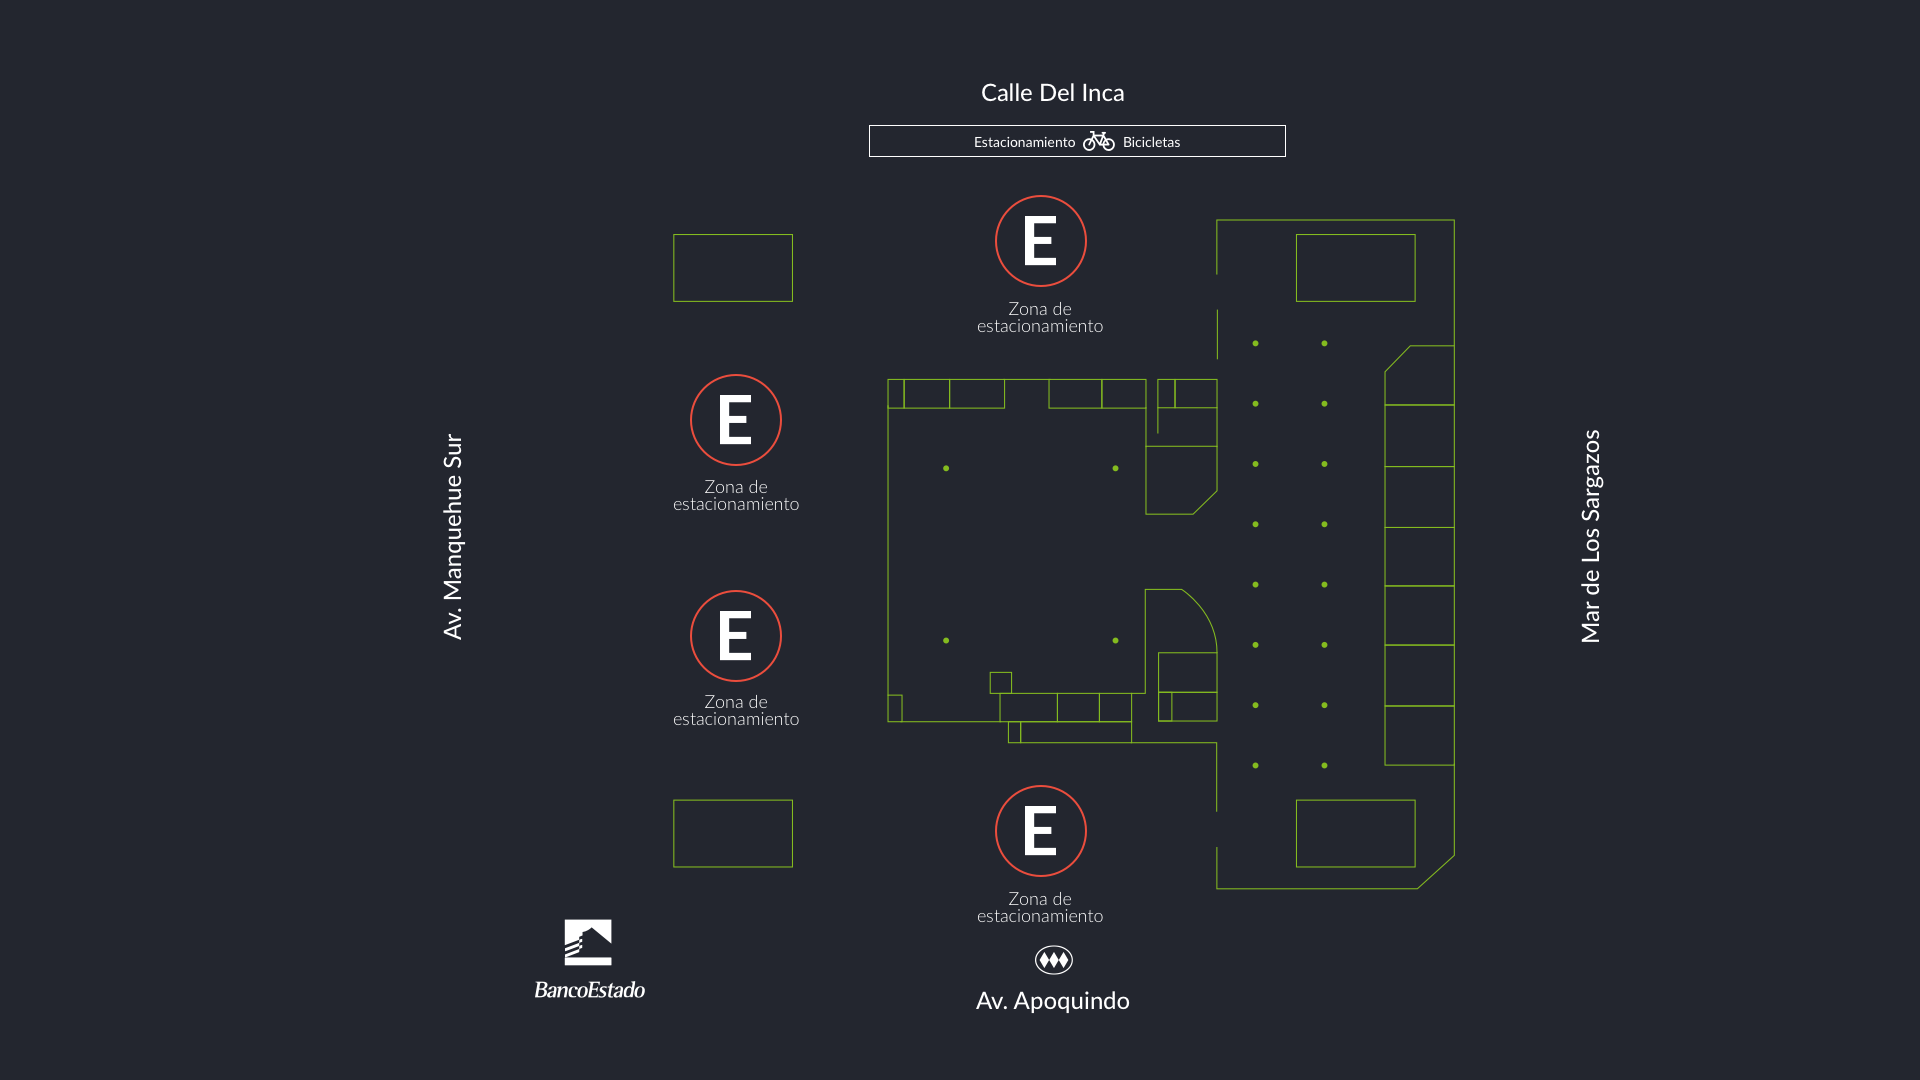 Calle Del Inca
Estacionamiento Bicicletas
E
Zona de
estacionamiento
E
Zona de
estacionamiento
Av. Manquehue Sur
Mar de Los Sargazos
E
Zona de
estacionamiento
E
Zona de
estacionamiento
BancoEstado
Av. Apoquindo